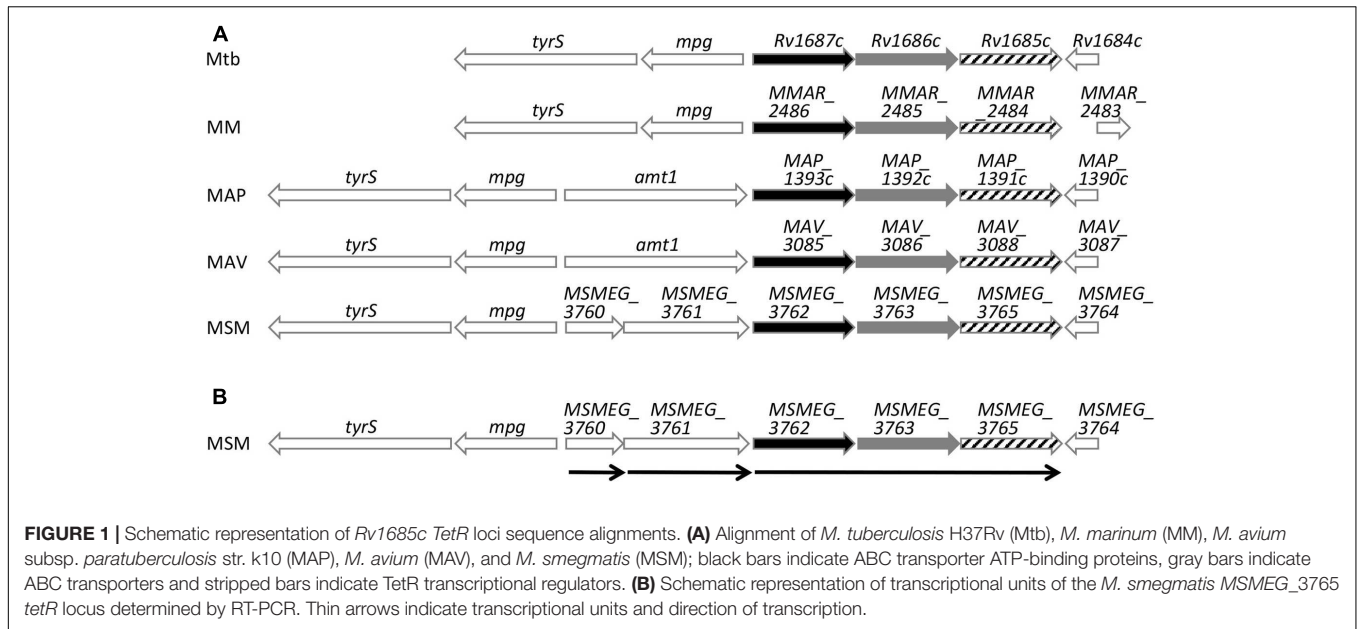 A
Mtb
tyrS mpg Rv1687c Rv1686c Rv1685c Rv1684c
MM
tyrS mpg MMAR_ MMAR_ MMAR MMAR_
2486 2485 _2484 2483
MAP
tyrS mpg amt1 MAP_ MAP_ MAP_ MAP_
1393c 1392c 1391c 1390c
MAV
tyrS mpg amt1 MAV_ MAV_ MAV_ MAV_
3085 3086 3088 3087
MSM
tyrS mpg MSMEG_ MSMEG_ MSMEG_ MSMEG_ MSMEG_ MSMEG_
3760 3761 3762 3763 3765 3764
B
MSM
tyrS mpg MSMEG_ MSMEG_ MSMEG_ MSMEG_ MSMEG_ MSMEG_
3760 3761 3762 3763 3765 3764
FIGURE 1 | Schematic representation of Rv1685c TetR loci sequence alignments. (A) Alignment of M. tuberculosis H37Rv (Mtb), M. marinum (MM), M. avium
subsp. paratuberculosis str. k10 (MAP), M. avium (MAV), and M. smegmatis (MSM); black bars indicate ABC transporter ATP-binding proteins, gray bars indicate
ABC transporters and stripped bars indicate TetR transcriptional regulators. (B) Schematic representation of transcriptional units of the M. smegmatis MSMEG_3765
tetR locus determined by RT-PCR. Thin arrows indicate transcriptional units and direction of transcription.